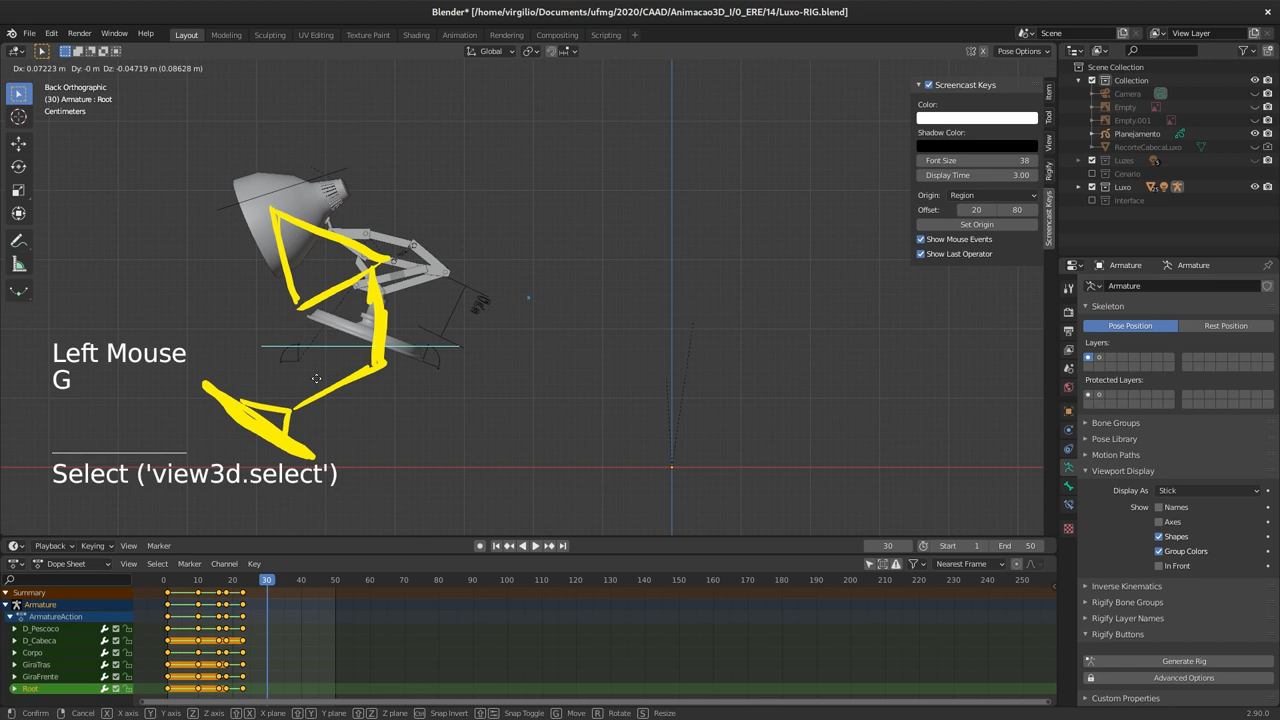 Blender* [/home/virgilio/Documents/ufmg/2020/CAAD/Animacao3D_I/0_ERE/14/Luxo-RIG.blend]
File Edit Render Window Help Layout Modeling Sculpting UV Editing Texture Paint Shading Animation Rendering Compositing Scripting Scene View Layer
Global Pose Options
Dx: 0.07223 m Dy: -0 m Dz: -0.04719 m (0.08628 m)
Back Orthographic
(30) Armature : Root
Centimeters
Left Mouse
G
Select ('view3d.select')
Screencast Keys
Color:
Shadow Color:
Font Size 38
Display Time 3.00
Origin: Region
Offset: 20 80
Set Origin
Show Mouse Events
Show Last Operator
Item
Tool
View
Rigify
Screencast Keys
Scene Collection
Collection
Camera
Empty
Empty.001
Planejamento
RecorteCabecaLuxo
Luzes
Cenario
Luxo
Interface
Armature Armature
Armature
Skeleton
Pose Position Rest Position
Layers:
Protected Layers:
Bone Groups
Pose Library
Motion Paths
Viewport Display
Display As Stick
Show Names
Axes
Shapes
Group Colors
In Front
Inverse Kinematics
Rigify Bone Groups
Rigify Layer Names
Rigify Buttons
Generate Rig
Advanced Options
Custom Properties
Playback Keying View Marker 30 Start 1 End 50
Dope Sheet View Select Marker Channel Key Nearest Frame
0 10 20 30 40 50 60 70 80 90 100 110 120 130 140 150 160 170 180 190 200 210 220 230 240 250
Summary
Armature
ArmatureAction
D_Pescoco
D_Cabeca
Corpo
GiraTras
GiraFrente
Root
Confirm Cancel X X axis Y Y axis Z Z axis X X plane Y Y plane Z Z plane Ctrl Snap Invert Snap Toggle G Move R Rotate S Resize 2.90.0